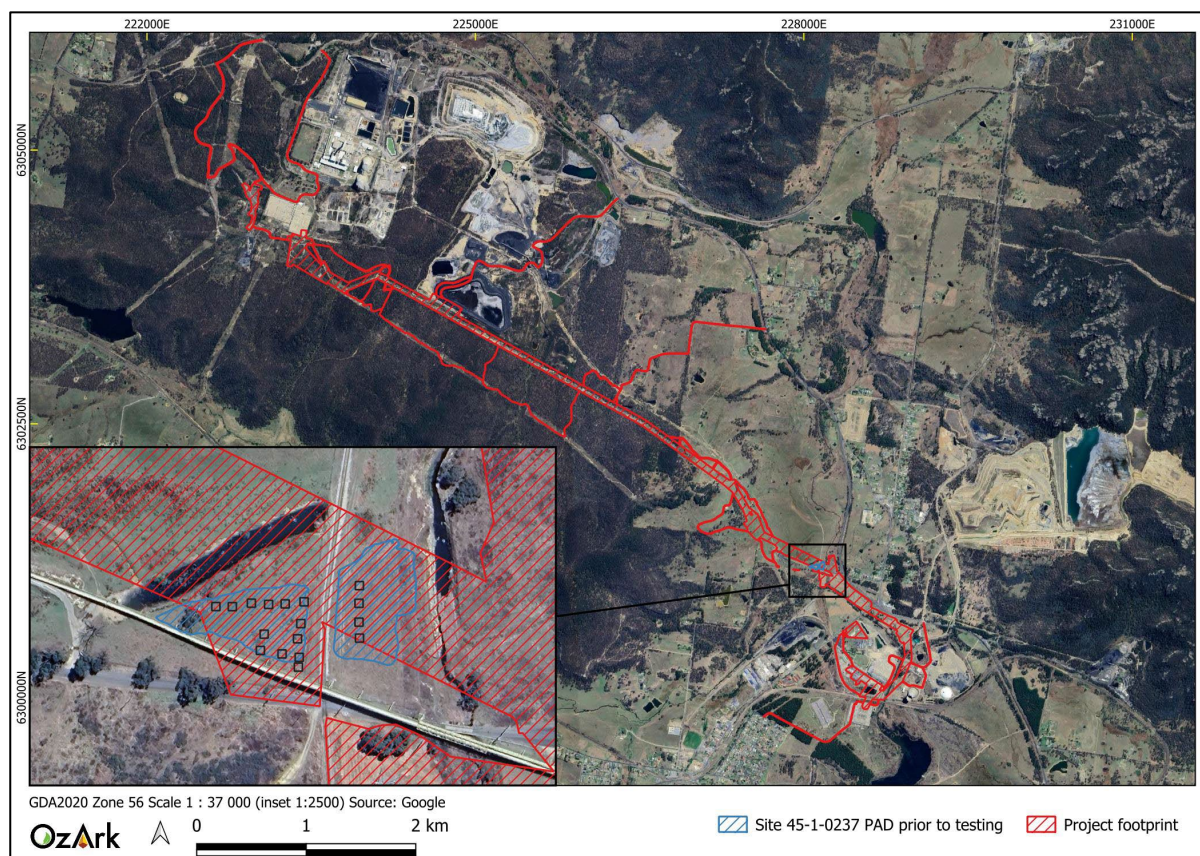 222000E 225000E 228000E 231000E
6305000N
6302500N
6300000N
GDA2020 Zone 56 Scale 1 : 37 000 (inset 1:2500) Source: Google
OzArk
0 1 2 km
Site 45-1-0237 PAD prior to testing Project footprint